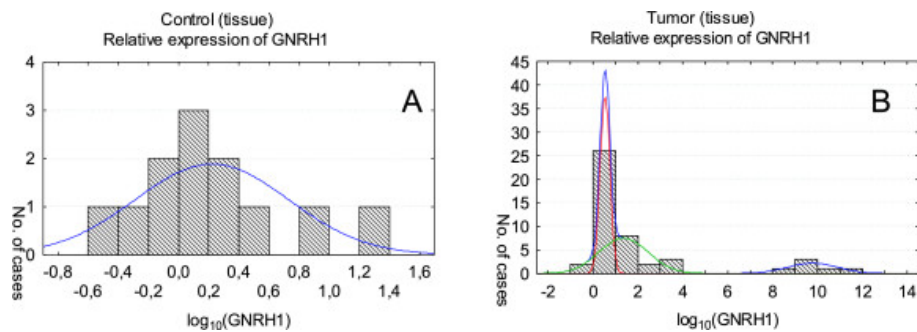 Control (tissue)
Relative expression of GNRH1
A
4
3
2
1
0
No. of cases
-0,8 -0,4 0,0 0,4 0,8 1,2 1,6
-0,6 -0,2 0,2 0,6 1,0 1,4
log10(GNRH1)
Tumor (tissue)
Relative expression of GNRH1
B
45
40
35
30
25
20
15
10
5
0
No. of cases
-2 0 2 4 6 8 10 12 14
log10(GNRH1)